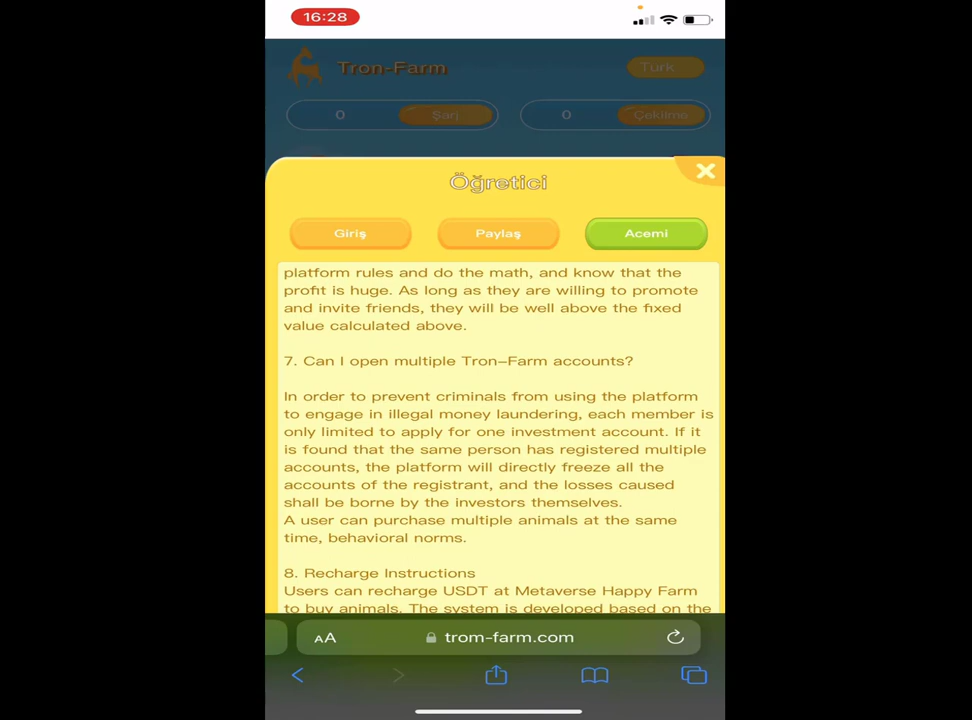 16:28
Tron-Farm
Türk
0
Şarj
0
Çekilme
Öğretici
Giriş
Paylaş
Acemi
platform rules and do the math, and know that the
profit is huge. As long as they are willing to promote
and invite friends, they will be well above the fixed
value calculated above.
7. Can I open multiple Tron–Farm accounts?
In order to prevent criminals from using the platform
to engage in illegal money laundering, each member is
only limited to apply for one investment account. If it
is found that the same person has registered multiple
accounts, the platform will directly freeze all the
accounts of the registrant, and the losses caused
shall be borne by the investors themselves.
A user can purchase multiple animals at the same
time, behavioral norms.
8. Recharge Instructions
Users can recharge USDT at Metaverse Happy Farm
to buy animals. The system is developed based on the
AA
trom-farm.com